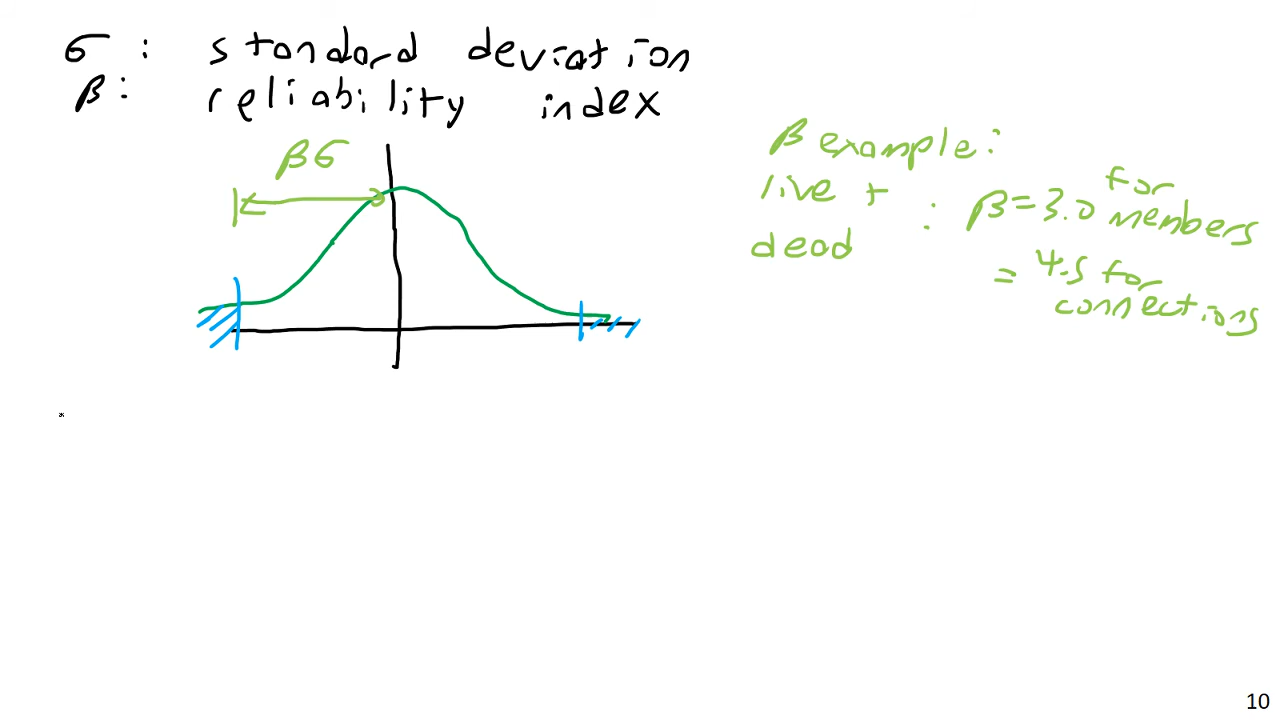 σ : standard deviation
β : reliability index
βσ
β example:
live + dead : β = 3.0 for members
= 4.5 for connections
10